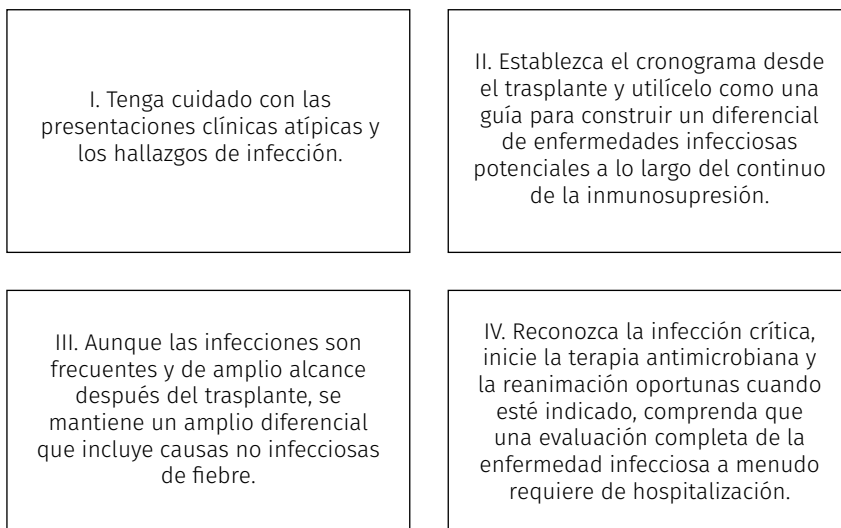 I. Tenga cuidado con las
presentaciones clínicas atípicas y
los hallazgos de infección.
II. Establezca el cronograma desde
el trasplante y utilícelo como una
guía para construir un diferencial
de enfermedades infecciosas
potenciales a lo largo del continuo
de la inmunosupresión.
III. Aunque las infecciones son
frecuentes y de amplio alcance
después del trasplante, se
mantiene un amplio diferencial
que incluye causas no infecciosas
de fiebre.
IV. Reconozca la infección crítica,
inicie la terapia antimicrobiana y
la reanimación oportunas cuando
esté indicado, comprenda que
una evaluación completa de la
enfermedad infecciosa a menudo
requiere de hospitalización.